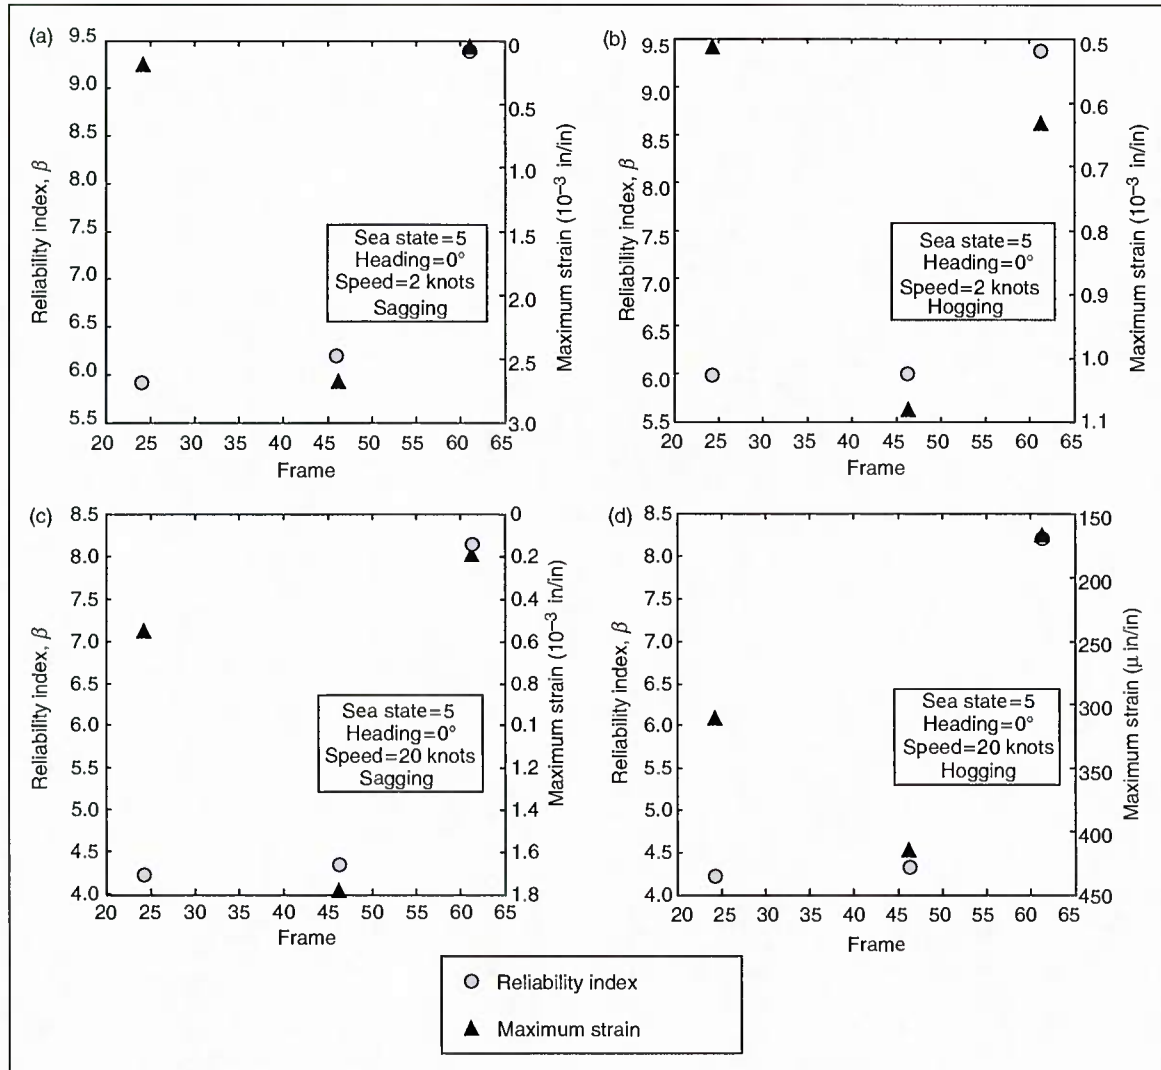 (a)
9.5
9.0
8.5
8.0
7.5
7.0
6.5
6.0
5.5
Reliability index, β
Sea state=5
Heading=0°
Speed=2 knots
Sagging
0
0.5
1.0
1.5
2.0
2.5
3.0
Maximum strain (10⁻³ in/in)
20 25 30 35 40 45 50 55 60 65
Frame
(b)
9.5
9.0
8.5
8.0
7.5
7.0
6.5
6.0
5.5
Reliability index, β
Sea state=5
Heading=0°
Speed=2 knots
Hogging
0.5
0.6
0.7
0.8
0.9
1.0
1.1
Maximum strain (10⁻³ in/in)
20 25 30 35 40 45 50 55 60 65
Frame
(c)
8.5
8.0
7.5
7.0
6.5
6.0
5.5
5.0
4.5
4.0
Reliability index, β
Sea state=5
Heading=0°
Speed=20 knots
Sagging
0
0.2
0.4
0.6
0.8
0.1
1.2
1.4
1.6
1.8
Maximum strain (10⁻³ in/in)
20 25 30 35 40 45 50 55 60 65
Frame
(d)
8.5
8.0
7.5
7.0
6.5
6.0
5.5
5.0
4.5
4.0
Reliability index, β
Sea state=5
Heading=0°
Speed=20 knots
Hogging
150
200
250
300
350
400
450
Maximum strain (μ in/in)
20 25 30 35 40 45 50 55 60 65
Frame
Reliability index
Maximum strain